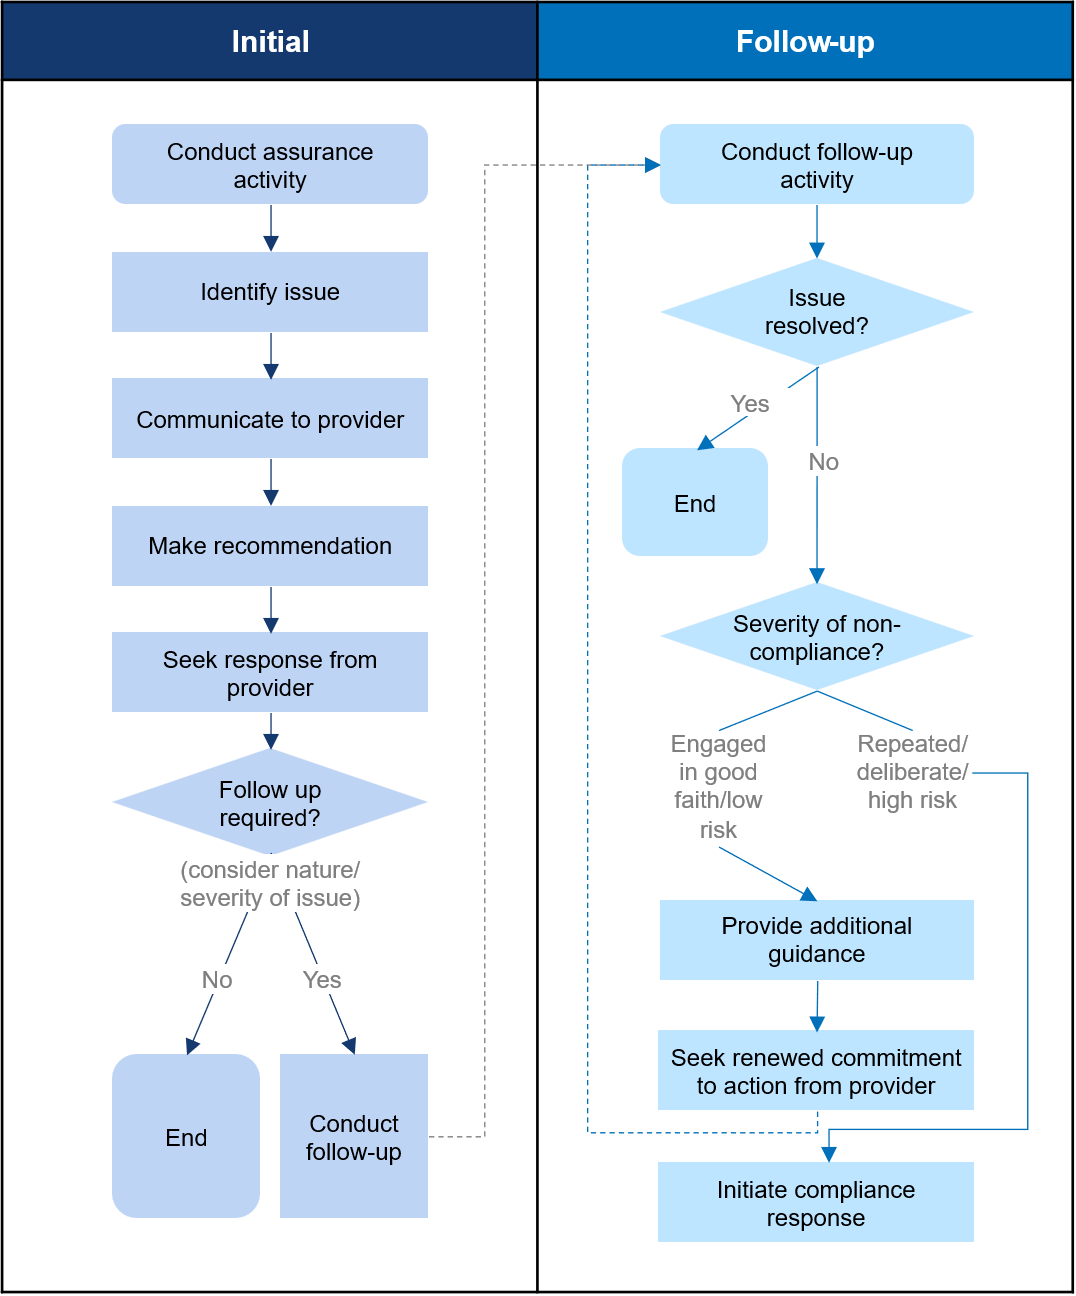 Initial
Conduct assurance
activity
Identify issue
Communicate to provider
Make recommendation
Seek response from
provider
Follow up
required?
(consider nature/
severity of issue)
No
Yes
End
Conduct
follow-up
Follow-up
Conduct follow-up
activity
Issue
resolved?
Yes
No
End
Severity of non-
compliance?
Engaged
in good
faith/low
risk
Repeated/
deliberate/
high risk
Provide additional
guidance
Seek renewed commitment
to action from provider
Initiate compliance
response